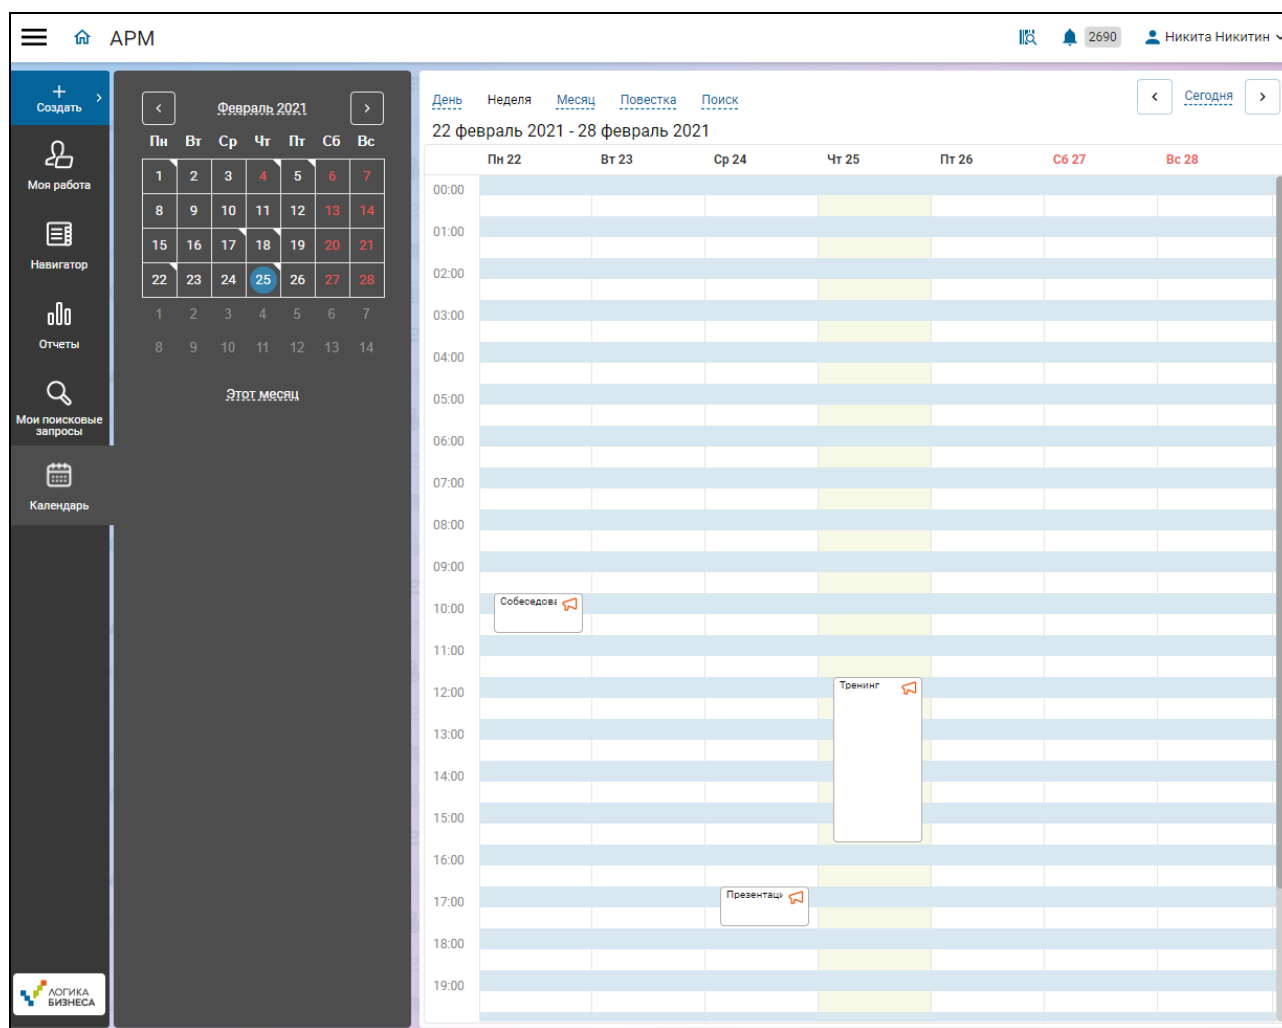 АРМ
2690
Никита Никитин
Создать
Моя работа
Навигатор
Отчеты
Мои поисковые
запросы
Календарь
ЛОГИКА
БИЗНЕСА
Февраль 2021
Пн Вт Ср Чт Пт Сб Вс
1 2 3 4 5 6 7
8 9 10 11 12 13 14
15 16 17 18 19 20 21
22 23 24 25 26 27 28
1 2 3 4 5 6 7
8 9 10 11 12 13 14
Этот месяц
День Неделя Месяц Повестка Поиск
Сегодня
22 февраль 2021 - 28 февраль 2021
Пн 22 Вт 23 Ср 24 Чт 25 Пт 26 Сб 27 Вс 28
00:00
01:00
02:00
03:00
04:00
05:00
06:00
07:00
08:00
09:00
10:00 Собеседова
11:00
12:00 Тренинг
13:00
14:00
15:00
16:00
17:00 Презентаци
18:00
19:00